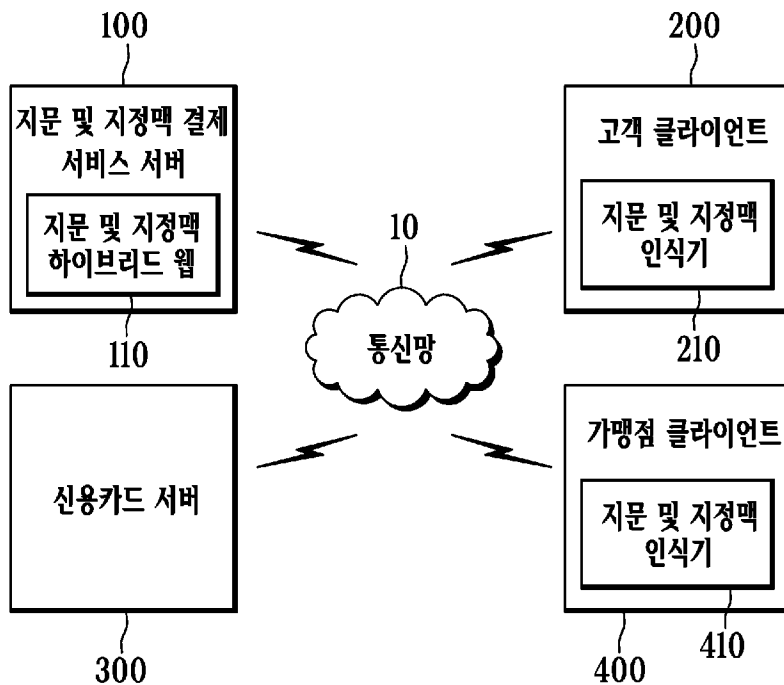 100
지문 및 지정맥 결제
서비스 서버
지문 및 지정맥
하이브리드 웹
110
200
고객 클라이언트
지문 및 지정맥
인식기
210
10
통신망
신용카드 서버
300
가맹점 클라이언트
지문 및 지정맥
인식기
410
400